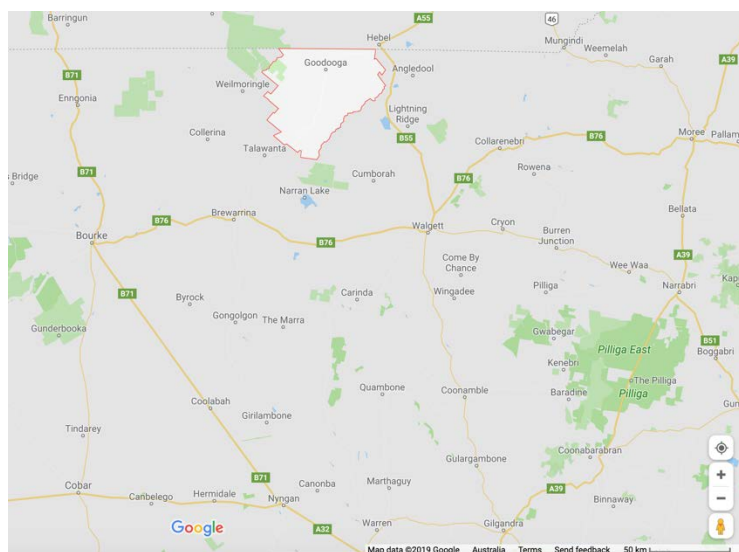 Barringun
A55
46
Hebel
Mungindi
Weemelah
Goodooga
Garah
A39
B71
Angledool
Weilmoringle
Enngonia
Lightning
Ridge
Collerina
B55
Collarenebri
B76
Moree
Pallam
Talawanta
B71
Rowena
s Bridge
Cumborah
B76
Narran Lake
Bellata
B76
Brewarrina
Walgett
Cryon
Bourke
B76
Burren
Junction
A39
Come By
Chance
Wee Waa
B71
Byrock
Carinda
Wingadee
Pilliga
Narrabri
Kap
Gongolgon
The Marra
Gunderbooka
Gwabegar
Pilliga East
B51
Boggabri
Kenebri
Quambone
Coonamble
Baradine
The Pilliga
Pilliga
Coolabah
Girilambone
Gun
Tindarey
Coonabarabran
Gulargambone
B71
Cobar
Canonba
Marthaguy
A39
Canbelego
Hermidale
Nyngan
Binnaway
Google
A32
Warren
Gilgandra
Map data ©2019 Google Australia Terms Send feedback 50 km